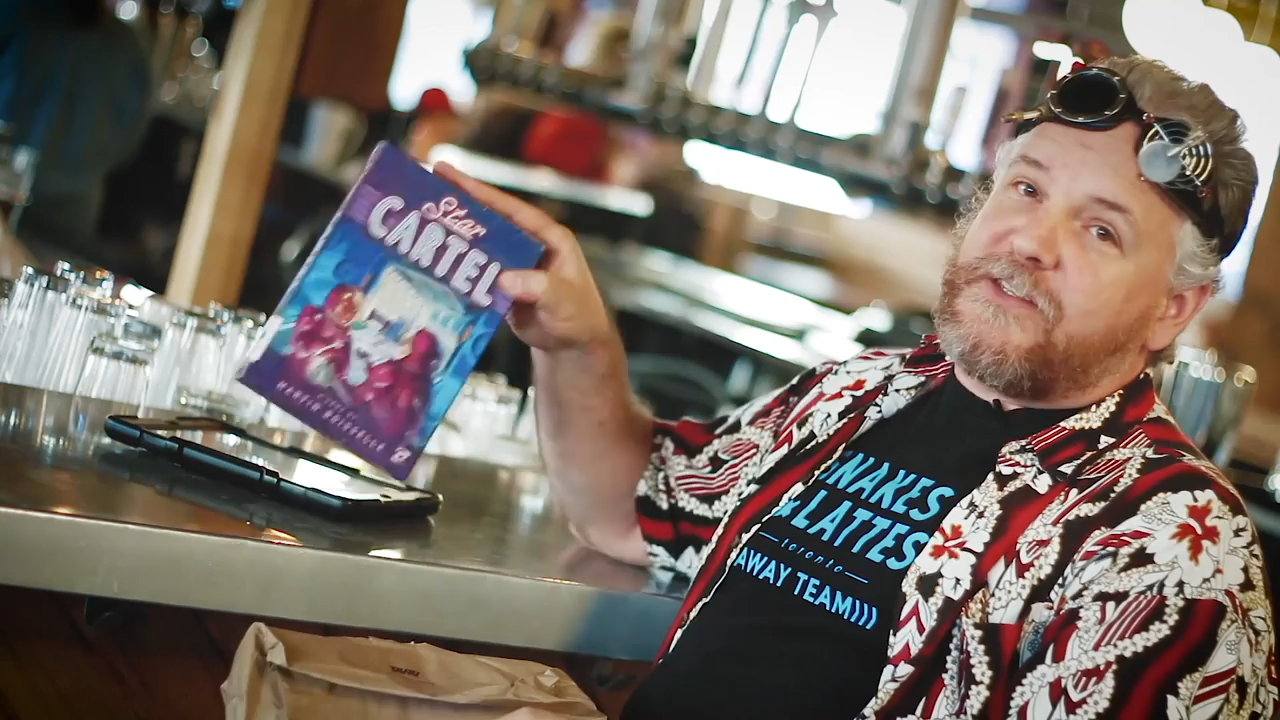 Star
CARTEL
SNAKES
& LATTES
toronto
AWAY TEAM)))